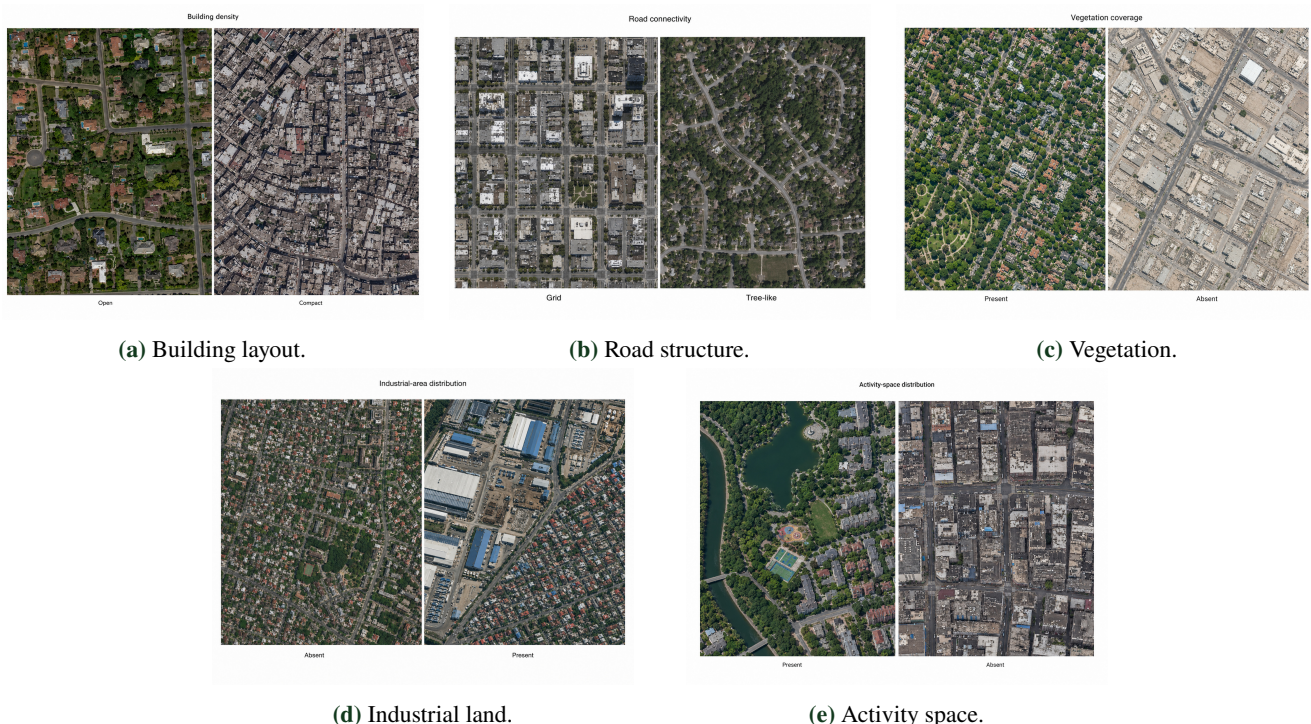 Building density
Open
Compact
(a) Building layout.
Road connectivity
Grid
Tree-like
(b) Road structure.
Vegetation coverage
Present
Absent
(c) Vegetation.
Industrial-area distribution
Absent
Present
(d) Industrial land.
Activity-space distribution
Present
Absent
(e) Activity space.